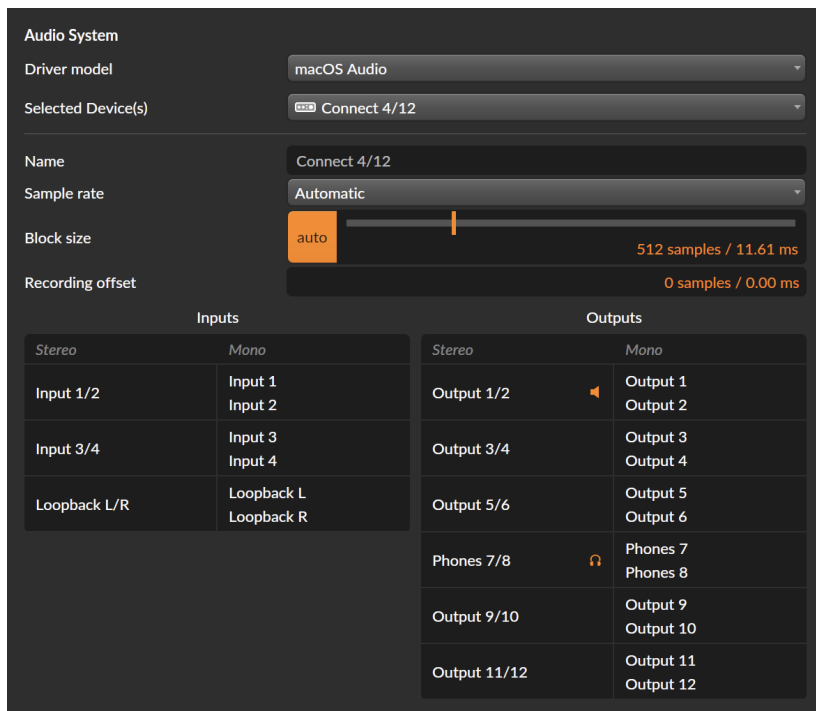 Audio System
Driver model macOS Audio
Selected Device(s) Connect 4/12
Name Connect 4/12
Sample rate Automatic
Block size auto 512 samples / 11.61 ms
Recording offset 0 samples / 0.00 ms
Inputs
Stereo Mono
Input 1/2 Input 1
Input 2
Input 3/4 Input 3
Input 4
Loopback L/R Loopback L
Loopback R
Outputs
Stereo Mono
Output 1/2 Output 1
Output 2
Output 3/4 Output 3
Output 4
Output 5/6 Output 5
Output 6
Phones 7/8 Phones 7
Phones 8
Output 9/10 Output 9
Output 10
Output 11/12 Output 11
Output 12